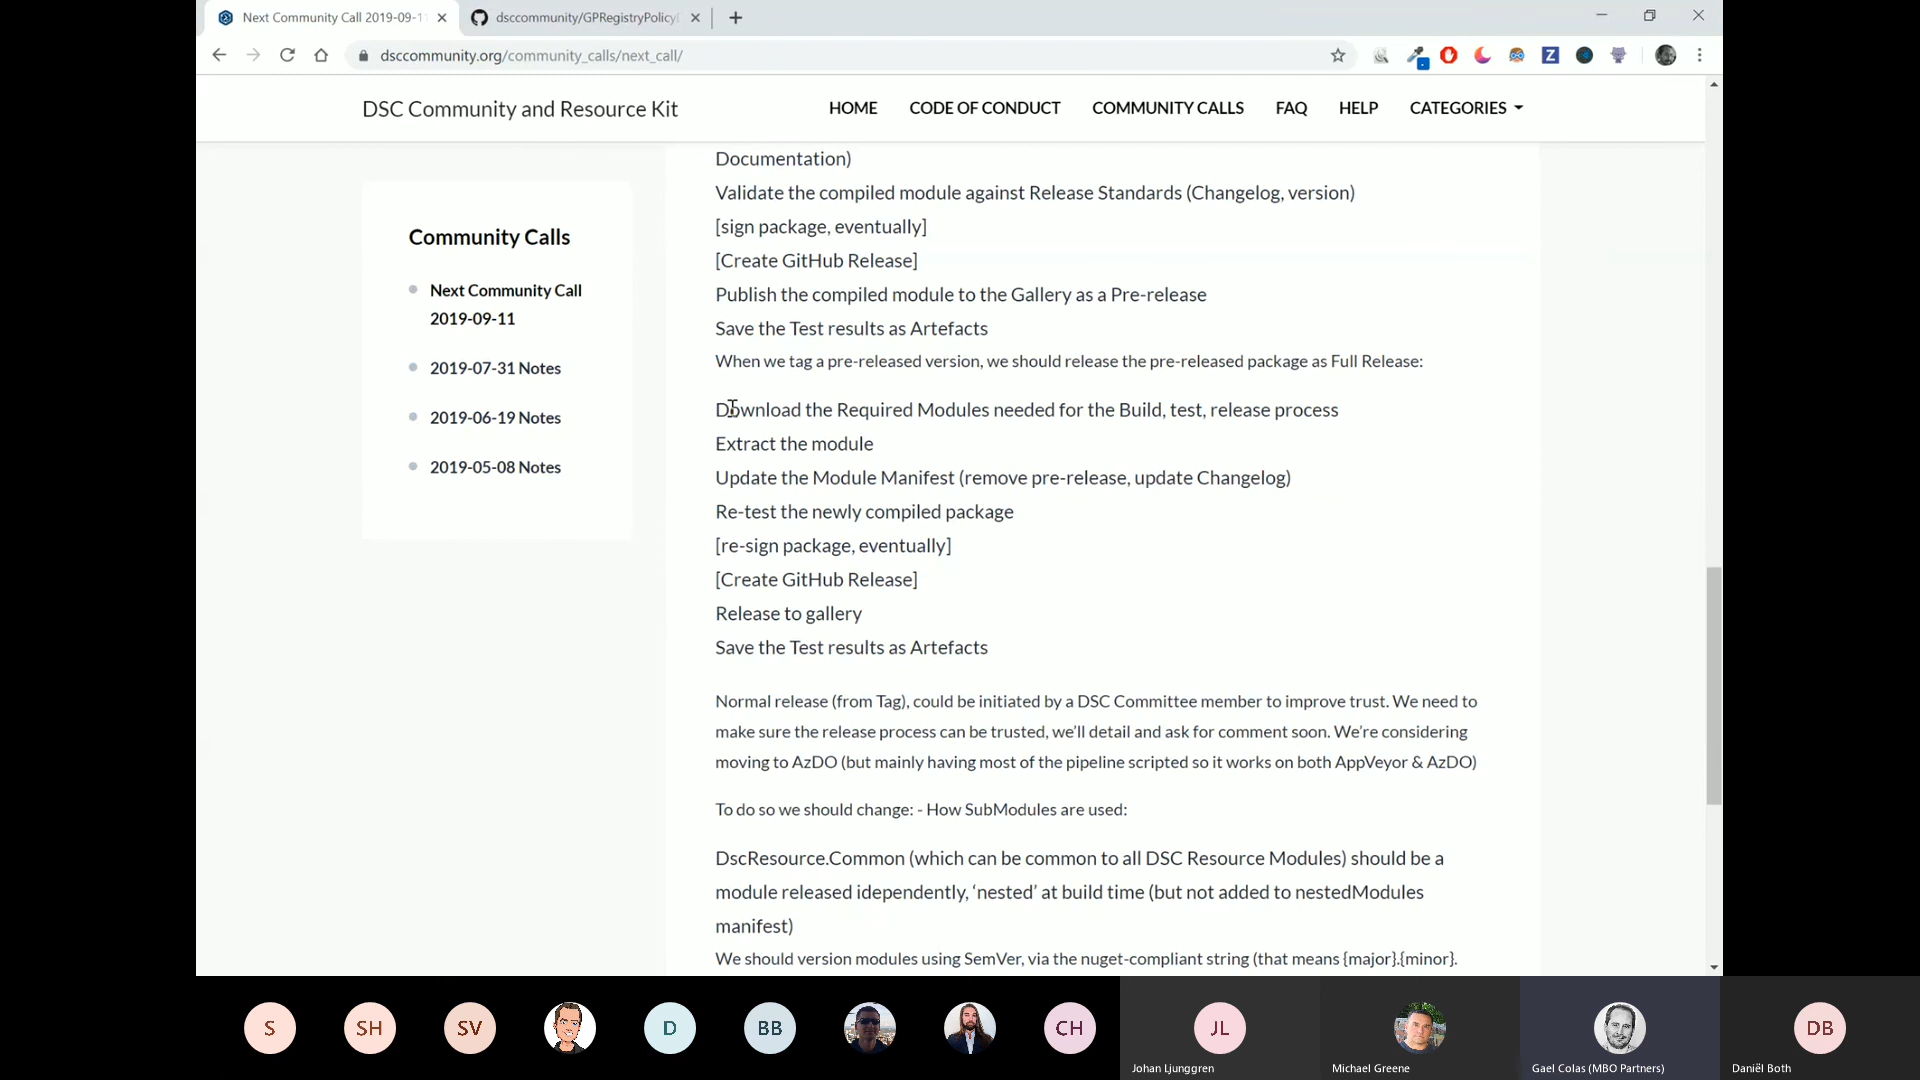 Next Community Call 2019-09-11
dsccommunity/GPRegistryPolicy
dsccommunity.org/community_calls/next_call/
DSC Community and Resource Kit
HOME
CODE OF CONDUCT
COMMUNITY CALLS
FAQ
HELP
CATEGORIES
Community Calls
Next Community Call
2019-09-11
2019-07-31 Notes
2019-06-19 Notes
2019-05-08 Notes
Documentation)
Validate the compiled module against Release Standards (Changelog, version)
[sign package, eventually]
[Create GitHub Release]
Publish the compiled module to the Gallery as a Pre-release
Save the Test results as Artefacts
When we tag a pre-released version, we should release the pre-released package as Full Release:
Download the Required Modules needed for the Build, test, release process
Extract the module
Update the Module Manifest (remove pre-release, update Changelog)
Re-test the newly compiled package
[re-sign package, eventually]
[Create GitHub Release]
Release to gallery
Save the Test results as Artefacts
Normal release (from Tag), could be initiated by a DSC Committee member to improve trust. We need to
make sure the release process can be trusted, we'll detail and ask for comment soon. We're considering
moving to AzDO (but mainly having most of the pipeline scripted so it works on both AppVeyor & AzDO)
To do so we should change: - How SubModules are used:
DscResource.Common (which can be common to all DSC Resource Modules) should be a
module released idependently, 'nested' at build time (but not added to nestedModules
manifest)
We should version modules using SemVer, via the nuget-compliant string (that means {major}.{minor}.
S
SH
SV
D
BB
CH
JL
DB
Johan Ljunggren
Michael Greene
Gael Colas (MBO Partners)
Daniël Both